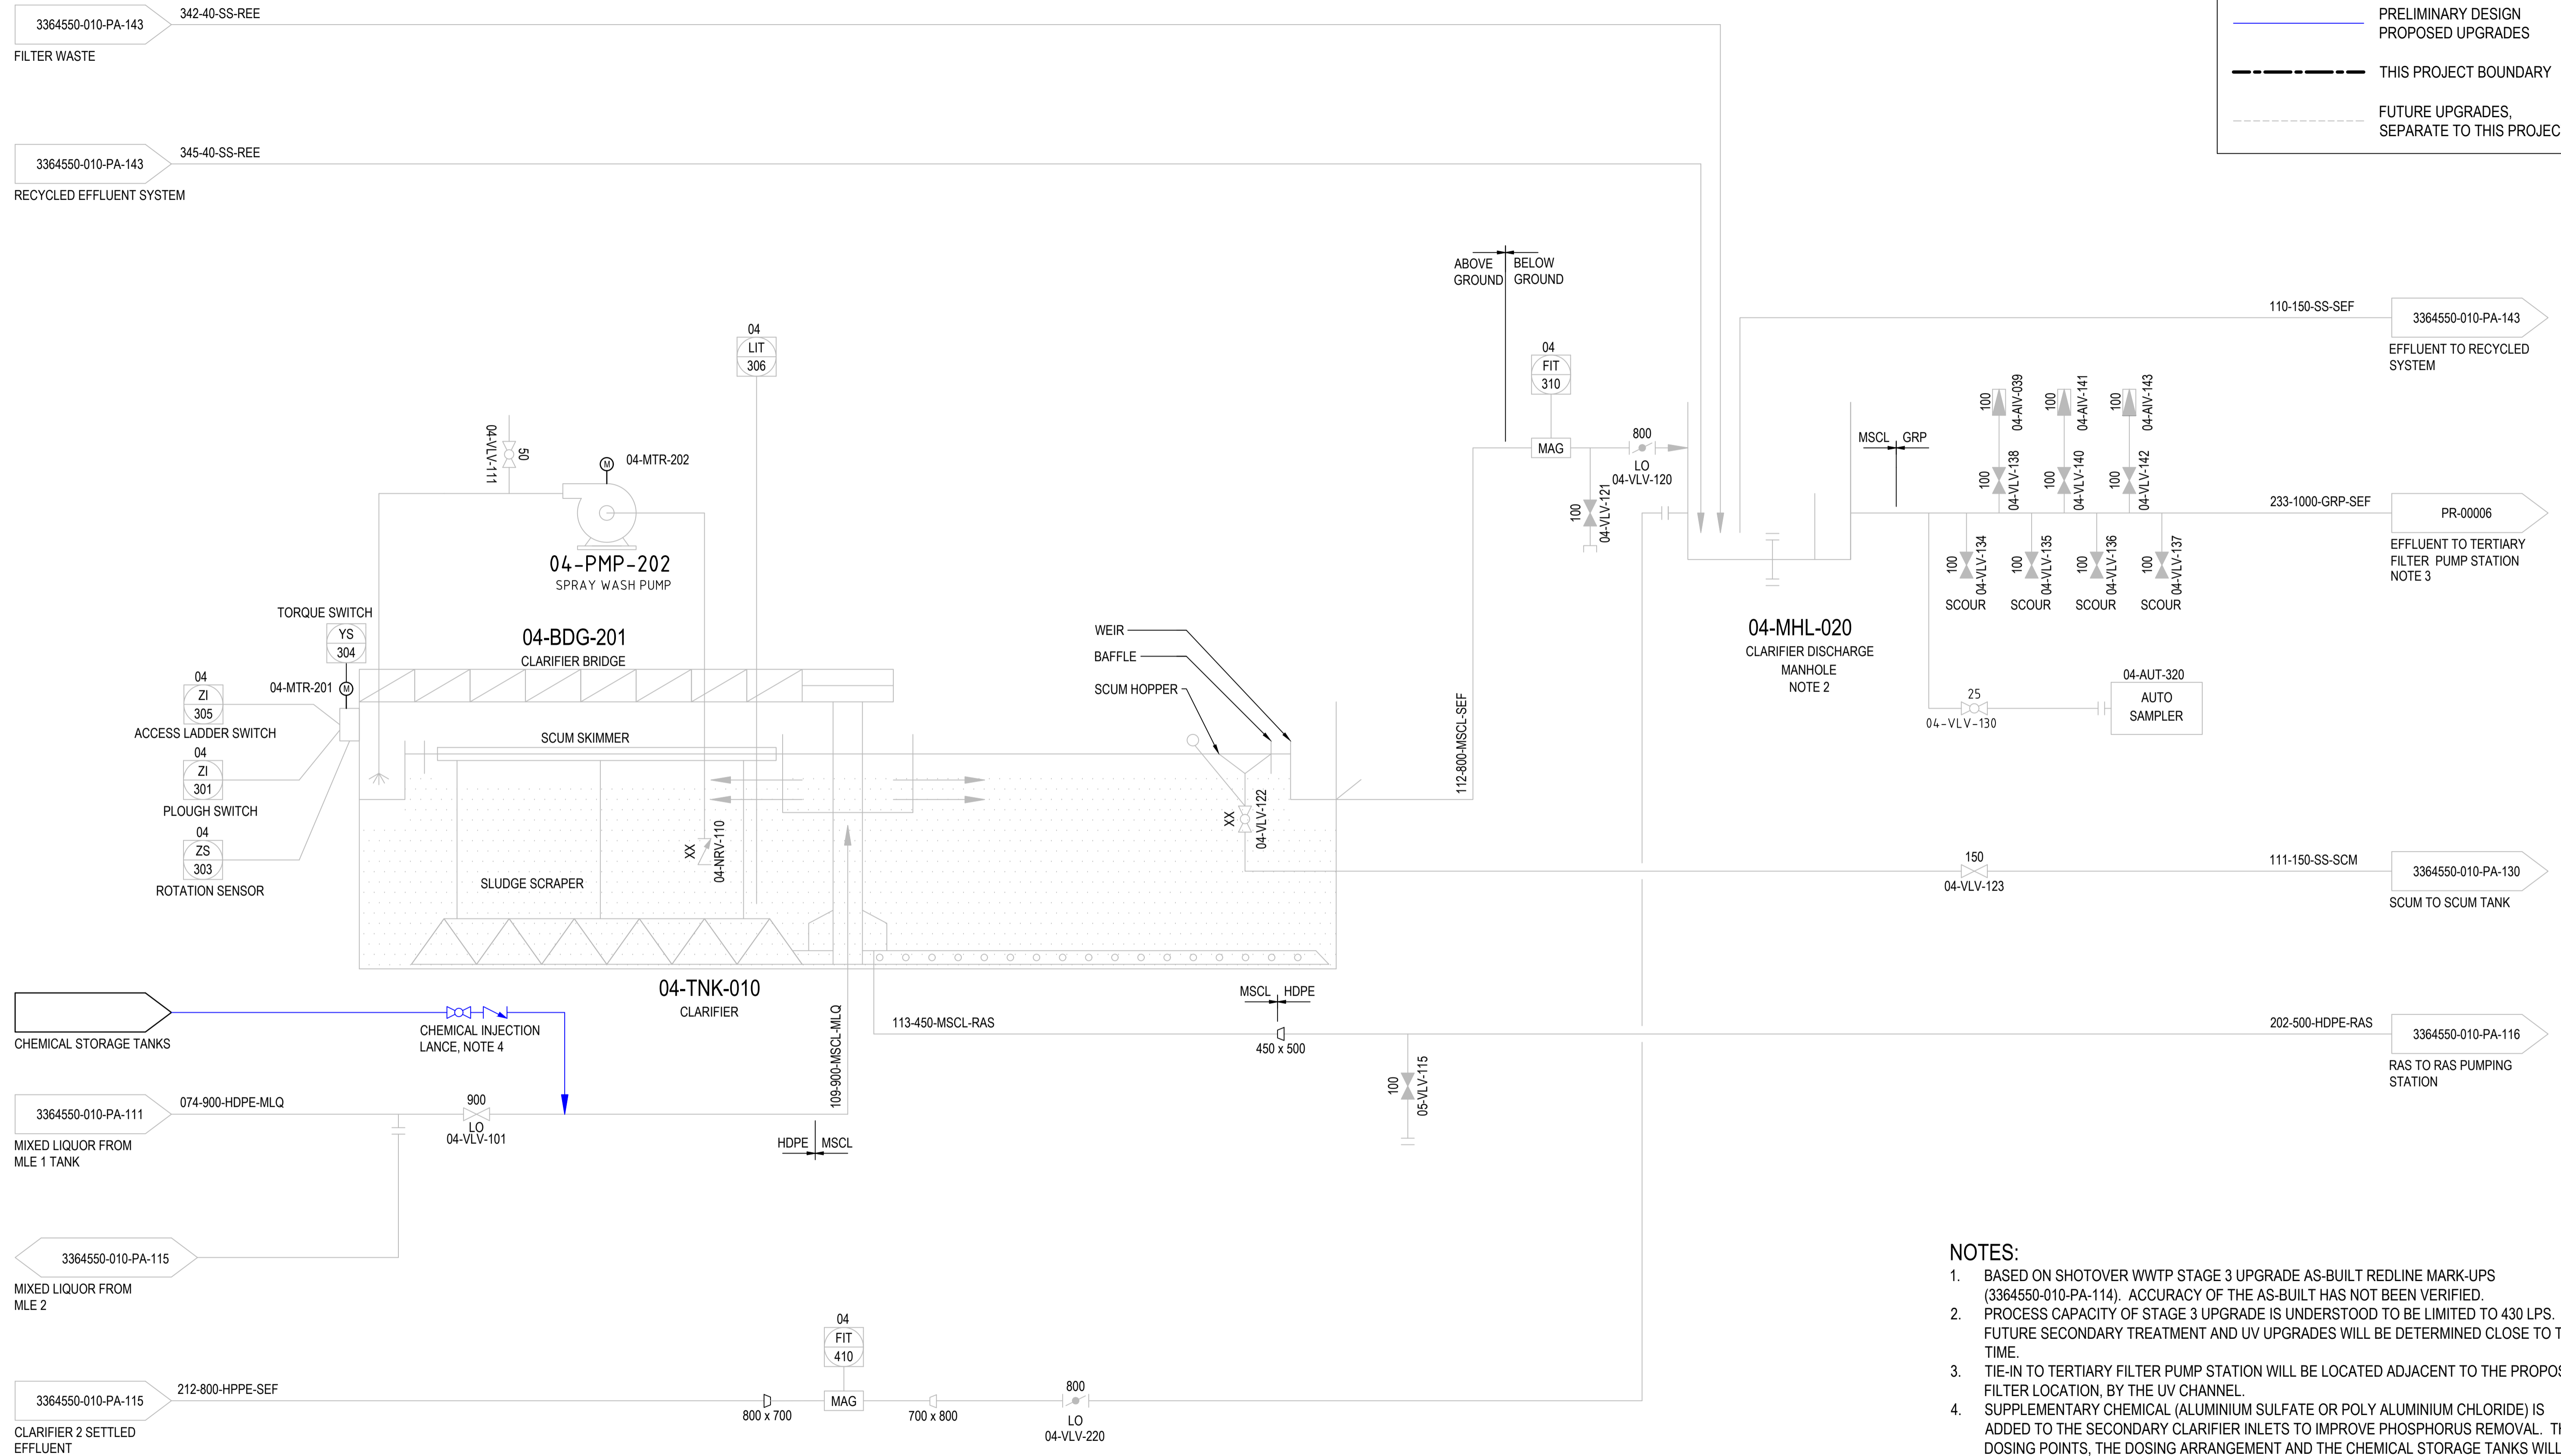 3364550-010-PA-143
342-40-SS-REE
FILTER WASTE
PRELIMINARY DESIGN
PROPOSED UPGRADES
THIS PROJECT BOUNDARY
FUTURE UPGRADES,
SEPARATE TO THIS PROJEC
3364550-010-PA-143
345-40-SS-REE
RECYCLED EFFLUENT SYSTEM
ABOVE
GROUND
BELOW
GROUND
110-150-SS-SEF
3364550-010-PA-143
EFFLUENT TO RECYCLED
SYSTEM
04
LIT
306
04
FIT
310
MAG
800
LO
04-VLV-120
100
04-VLV-121
MSCL
GRP
100
04-AIV-039
100
04-AIV-141
100
04-AIV-143
100
04-VLV-138
100
04-VLV-140
100
04-VLV-142
233-1000-GRP-SEF
PR-00006
EFFLUENT TO TERTIARY
FILTER PUMP STATION
NOTE 3
100
04-VLV-134
SCOUR
100
04-VLV-135
SCOUR
100
04-VLV-136
SCOUR
100
04-VLV-137
SCOUR
04-VLV-111
50
M
04-MTR-202
04-PMP-202
SPRAY WASH PUMP
TORQUE SWITCH
YS
304
04-BDG-201
CLARIFIER BRIDGE
04-MTR-201
M
04
ZI
305
ACCESS LADDER SWITCH
04
ZI
301
PLOUGH SWITCH
04
ZS
303
ROTATION SENSOR
WEIR
BAFFLE
SCUM HOPPER
SCUM SKIMMER
SLUDGE SCRAPER
XX
04-NRV-110
XX
04-VLV-122
112-800-MSCL-SEF
04-MHL-020
CLARIFIER DISCHARGE
MANHOLE
NOTE 2
25
04-VLV-130
04-AUT-320
AUTO
SAMPLER
150
04-VLV-123
111-150-SS-SCM
3364550-010-PA-130
SCUM TO SCUM TANK
04-TNK-010
CLARIFIER
CHEMICAL STORAGE TANKS
CHEMICAL INJECTION
LANCE, NOTE 4
109-900-MSCL-MLQ
113-450-MSCL-RAS
MSCL
HDPE
450 x 500
100
05-VLV-115
202-500-HDPE-RAS
3364550-010-PA-116
RAS TO RAS PUMPING
STATION
3364550-010-PA-111
074-900-HDPE-MLQ
MIXED LIQUOR FROM
MLE 1 TANK
900
LO
04-VLV-101
HDPE
MSCL
3364550-010-PA-115
MIXED LIQUOR FROM
MLE 2
3364550-010-PA-115
212-800-HPPE-SEF
CLARIFIER 2 SETTLED
EFFLUENT
800 x 700
04
FIT
410
MAG
700 x 800
800
LO
04-VLV-220
NOTES:
1. BASED ON SHOTOVER WWTP STAGE 3 UPGRADE AS-BUILT REDLINE MARK-UPS
(3364550-010-PA-114). ACCURACY OF THE AS-BUILT HAS NOT BEEN VERIFIED.
2. PROCESS CAPACITY OF STAGE 3 UPGRADE IS UNDERSTOOD TO BE LIMITED TO 430 LPS.
FUTURE SECONDARY TREATMENT AND UV UPGRADES WILL BE DETERMINED CLOSE TO T
TIME.
3. TIE-IN TO TERTIARY FILTER PUMP STATION WILL BE LOCATED ADJACENT TO THE PROPOS
FILTER LOCATION, BY THE UV CHANNEL.
4. SUPPLEMENTARY CHEMICAL (ALUMINIUM SULFATE OR POLY ALUMINIUM CHLORIDE) IS
ADDED TO THE SECONDARY CLARIFIER INLETS TO IMPROVE PHOSPHORUS REMOVAL. TH
DOSING POINTS, THE DOSING ARRANGEMENT AND THE CHEMICAL STORAGE TANKS WILL